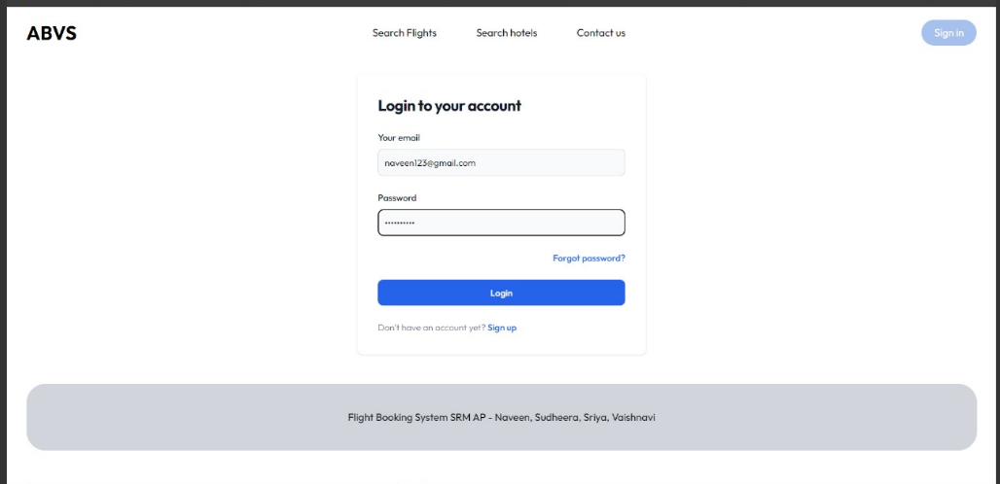 ABVS
Search Flights
Search hotels
Contact us
Sign in
Login to your account
Your email
naveen123@gmail.com
Password
••••••••••
Forgot password?
Login
Don't have an account yet? Sign up
Flight Booking System SRM AP - Naveen, Sudheera, Sriya, Vaishnavi